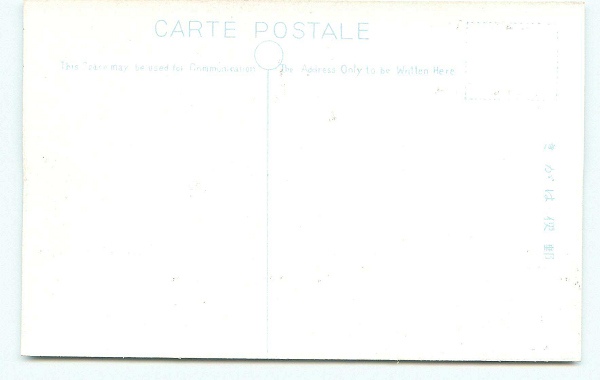 CARTE POSTALE
This Space may be used for Communication
The Address Only to be Written Here
きがは便郵